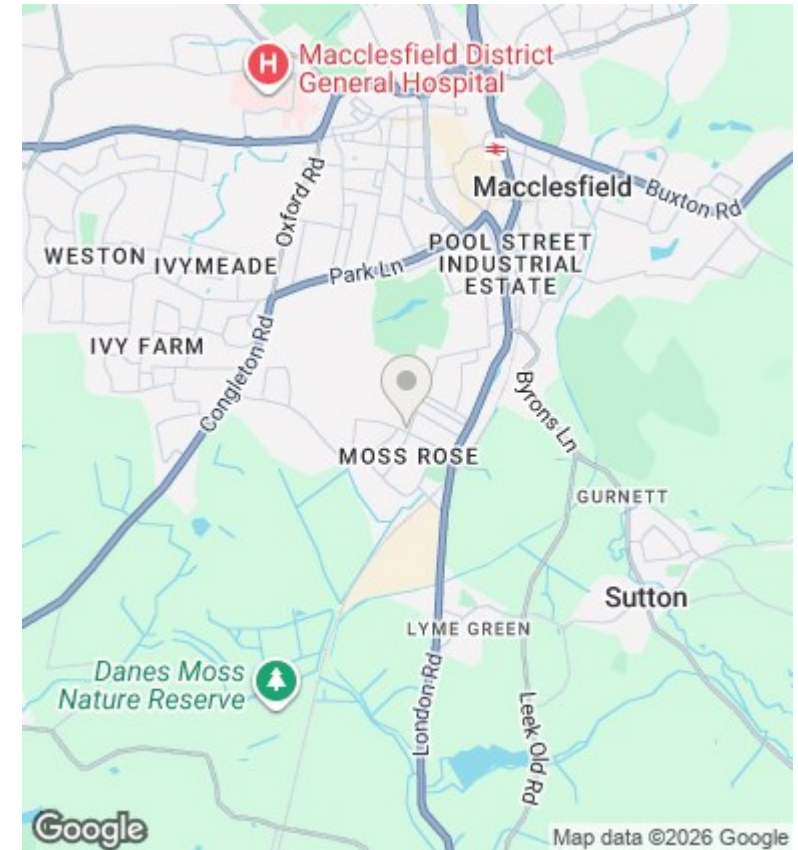 Macclesfield District
General Hospital
Oxford Rd
Macclesfield
Buxton Rd
WESTON
IVYMEADE
POOL STREET
INDUSTRIAL
ESTATE
Park Ln
IVY FARM
Congleton Rd
Byrons Ln
MOSS ROSE
GURNETT
Sutton
LYME GREEN
Danes Moss
Nature Reserve
London Rd
Leek Old Rd
Google
Map data ©2026 Google
H